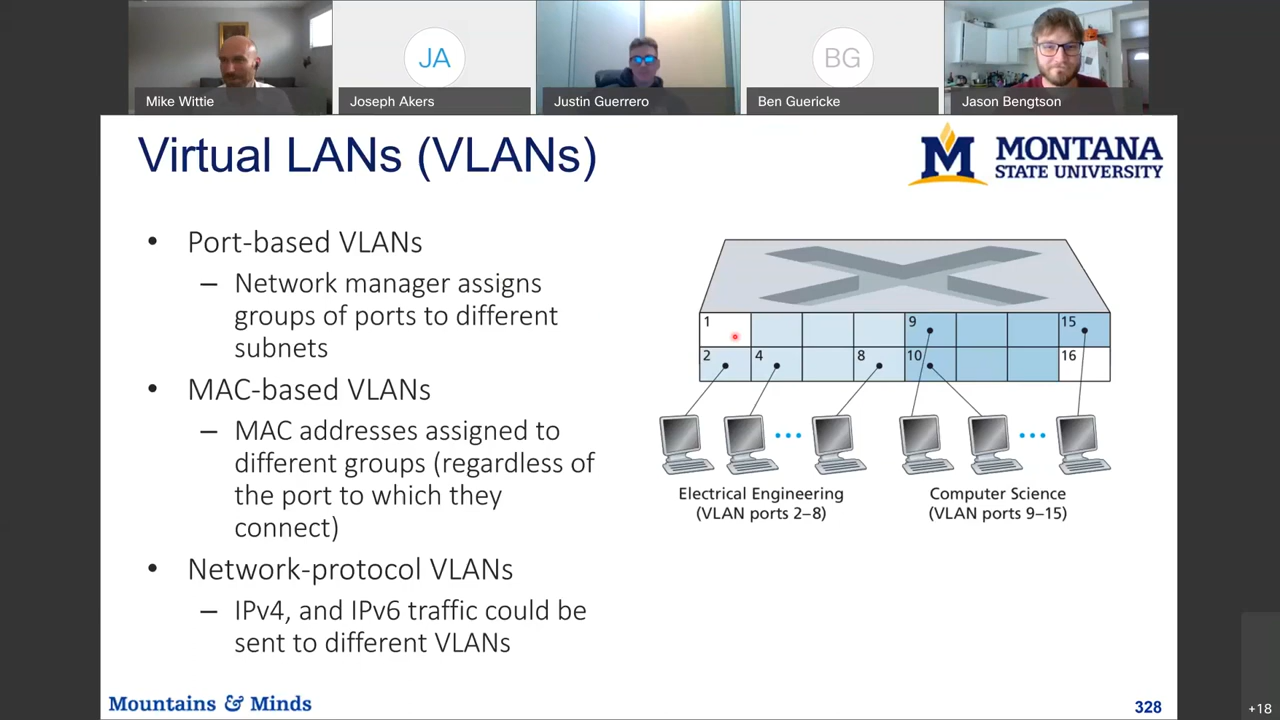 JA
BG
Mike Wittie
Joseph Akers
Justin Guerrero
Ben Guericke
Jason Bengtson
Virtual LANs (VLANs)
M
MONTANA
STATE UNIVERSITY
• Port-based VLANs
– Network manager assigns
groups of ports to different
subnets
• MAC-based VLANs
– MAC addresses assigned to
different groups (regardless of
the port to which they
connect)
• Network-protocol VLANs
– IPv4, and IPv6 traffic could be
sent to different VLANs
1
9
15
2
4
8
10
16
Electrical Engineering
(VLAN ports 2–8)
Computer Science
(VLAN ports 9–15)
Mountains & Minds
328
+18